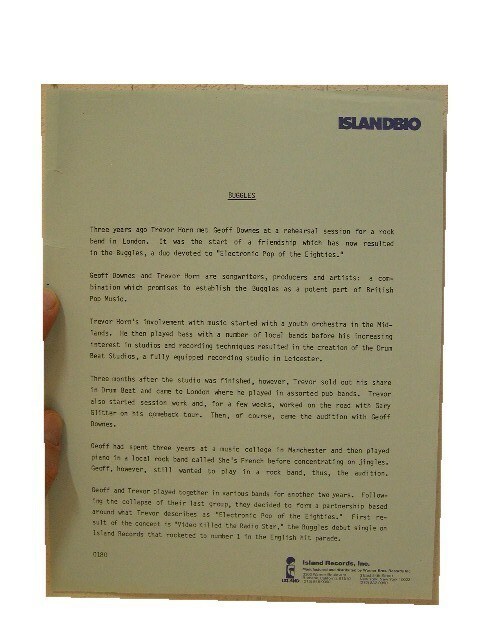 ISLANDBIO
BUGGLES
Three years ago Trevor Horn met Geoff Downes at a rehearsal session for a rock
band in London. It was the start of a friendship which has now resulted
in the Buggles, a duo devoted to "Electronic Pop of the Eighties."
Geoff Downes and Trevor Horn are songwriters, producers and artists: a com-
bination which promises to establish the Buggles as a potent part of British
Pop Music.
Trevor Horn's involvement with music started with a youth orchestra in the Mid-
lands. He then played bass with a number of local bands before his increasing
interest in studios and recording techniques resulted in the creation of the Drum
Beat Studios, a fully equipped recording studio in Leicester.
Three months after the studio was finished, however, Trevor sold out his share
in Drum Beat and came to London where he played in assorted pub bands. Trevor
also started session work and, for a few weeks, worked on the road with Gary
Glitter on his comeback tour. Then, of course, came the audition with Geoff
Downes.
Geoff had spent three years at a music college in Manchester and then played
piano in a local rock band called She's French before concentrating on jingles.
Geoff, however, still wanted to play in a rock band, thus, the audition.
Geoff and Trevor played together in various bands for another two years. Follow-
ing the collapse of their last group, they decided to form a partnership based
around what Trevor describes as "Electronic Pop of the Eighties." First re-
sult of the concept is "Video Killed the Radio Star," the Buggles debut single on
Island Records that rocketed to number 1 in the English hit parade.
0180
ISLAND
Island Records, Inc.
Manufactured and distributed by Warner Bros. Records Inc.